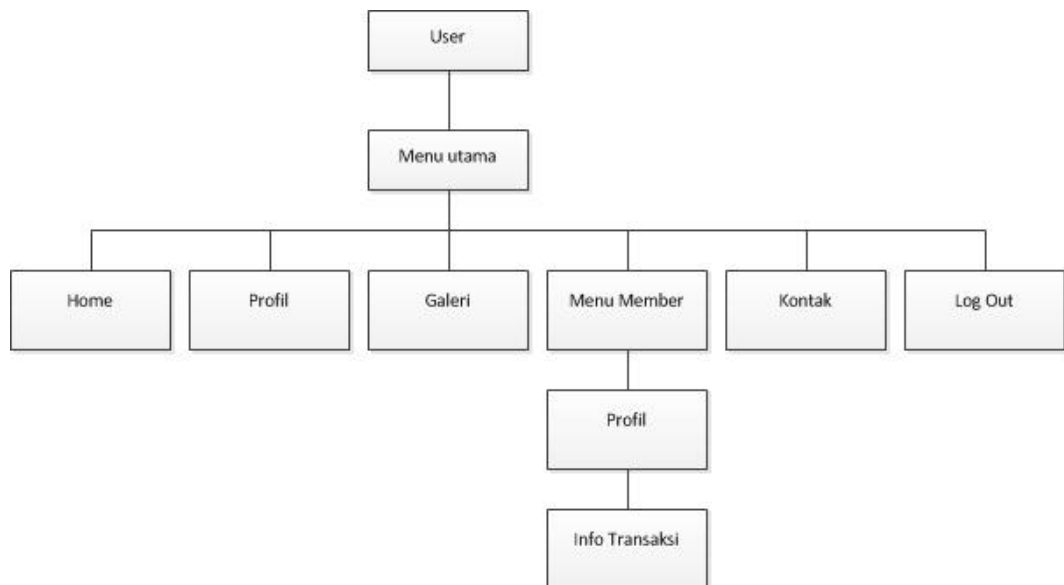 User
Menu utama
Home
Profil
Galeri
Menu Member
Kontak
Log Out
Profil
Info Transaksi